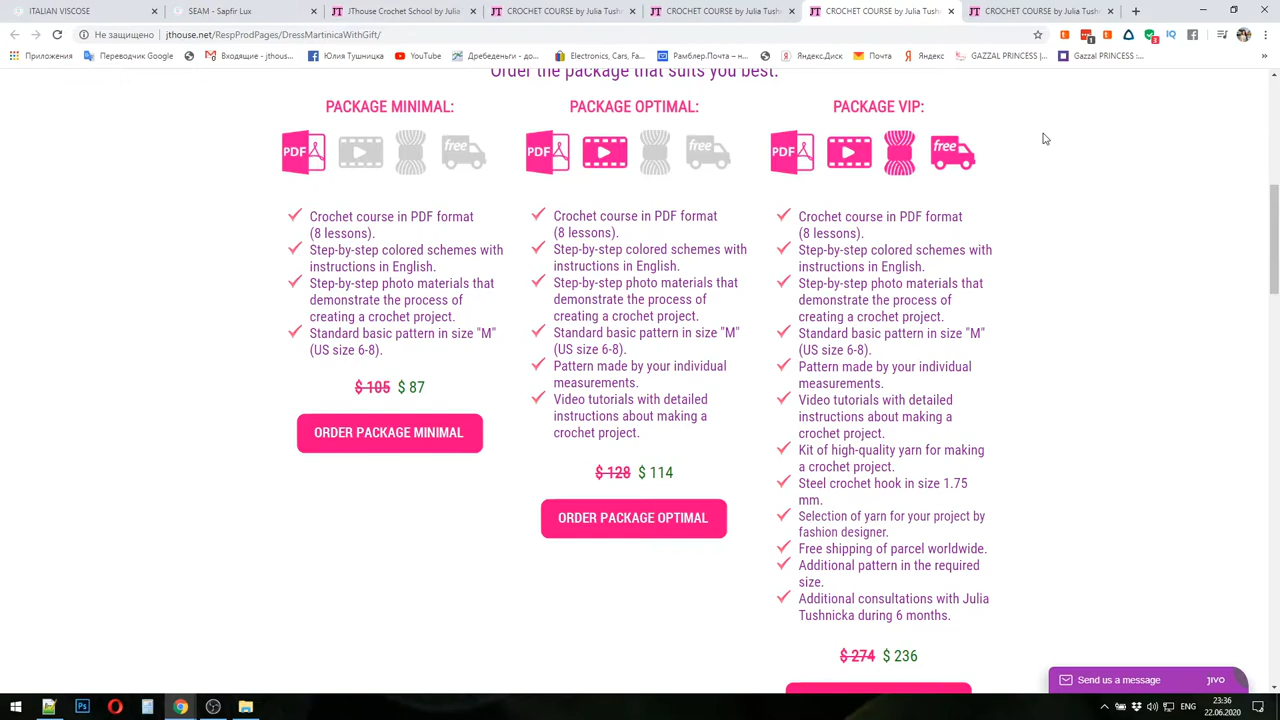 ITALIAN VISCOSE
SEAM - Sapfir Lux
JThouse Crochet School by Julia
CROCHET COURSE by Julia Tush
CROCHET COURSE by Julia Tush
CROCHET COURSE by Julia Tush
CROCHET COURSE by Julia Tush
Не защищено | jthouse.net/RespProdPages/DressMartinicaWithGift/
Приложения
Переводчик Google
Входящие - jthous...
Юлия Тушницка
YouTube
Дребеденьги - до...
Electronics, Cars, Fa...
Рамблер.Почта – н...
Яндекс.Диск
Почта
Яндекс
GAZZAL PRINCESS |...
Gazzal PRINCESS :...
Order the package that suits you best:
PACKAGE MINIMAL:
PDF
free
Crochet course in PDF format
(8 lessons).
Step-by-step colored schemes with
instructions in English.
Step-by-step photo materials that
demonstrate the process of
creating a crochet project.
Standard basic pattern in size "M"
(US size 6-8).
$ 105 $ 87
ORDER PACKAGE MINIMAL
PACKAGE OPTIMAL:
PDF
free
Crochet course in PDF format
(8 lessons).
Step-by-step colored schemes with
instructions in English.
Step-by-step photo materials that
demonstrate the process of
creating a crochet project.
Standard basic pattern in size "M"
(US size 6-8).
Pattern made by your individual
measurements.
Video tutorials with detailed
instructions about making a
crochet project.
$ 128 $ 114
ORDER PACKAGE OPTIMAL
PACKAGE VIP:
PDF
free
Crochet course in PDF format
(8 lessons).
Step-by-step colored schemes with
instructions in English.
Step-by-step photo materials that
demonstrate the process of
creating a crochet project.
Standard basic pattern in size "M"
(US size 6-8).
Pattern made by your individual
measurements.
Video tutorials with detailed
instructions about making a
crochet project.
Kit of high-quality yarn for making
a crochet project.
Steel crochet hook in size 1.75
mm.
Selection of yarn for your project by
fashion designer.
Free shipping of parcel worldwide.
Additional pattern in the required
size.
Additional consultations with Julia
Tushnicka during 6 months.
$ 274 $ 236
Send us a message
JIVO
ENG
23:36
22.06.2020